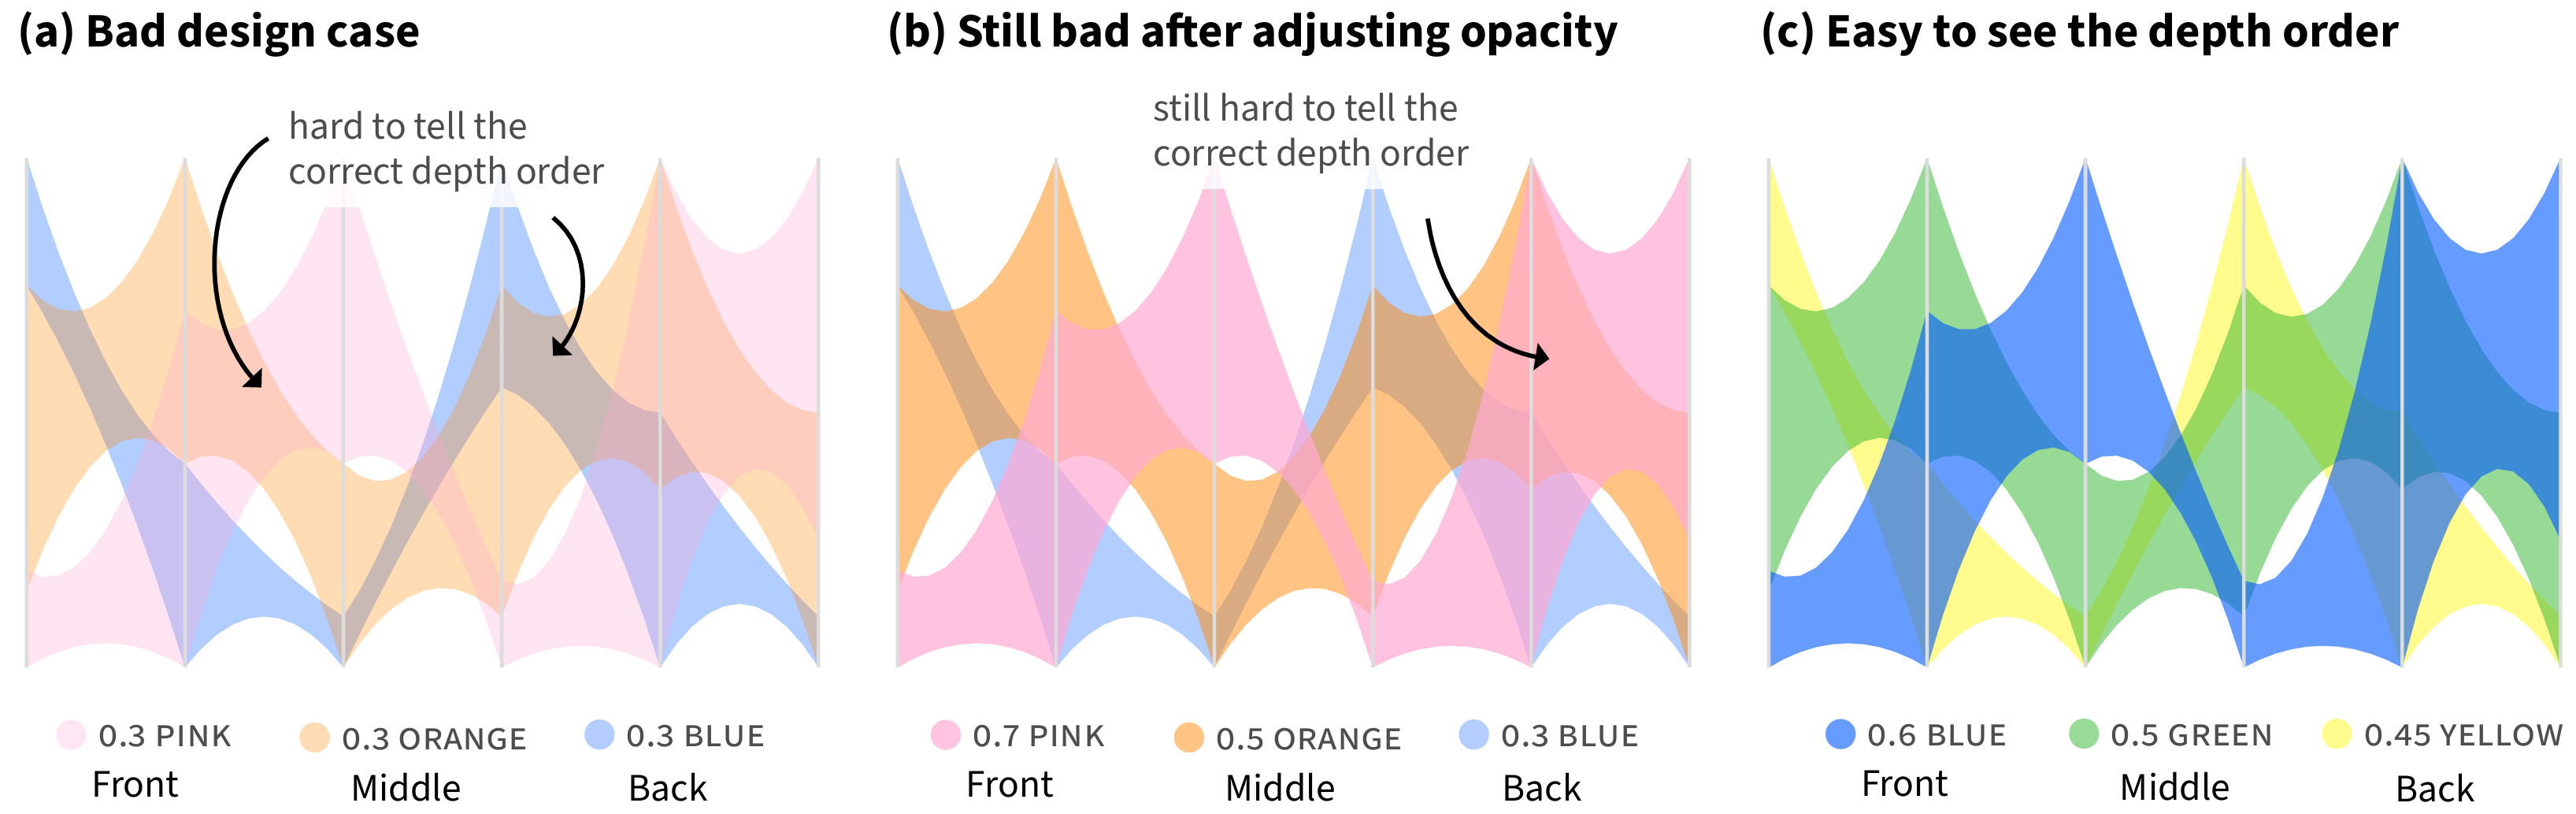 (a) Bad design case
hard to tell the
correct depth order
0.3 PINK
0.3 ORANGE
0.3 BLUE
Front
Middle
Back
(b) Still bad after adjusting opacity
still hard to tell the
correct depth order
0.7 PINK
0.5 ORANGE
0.3 BLUE
Front
Middle
Back
(c) Easy to see the depth order
0.6 BLUE
0.5 GREEN
0.45 YELLOW
Front
Middle
Back